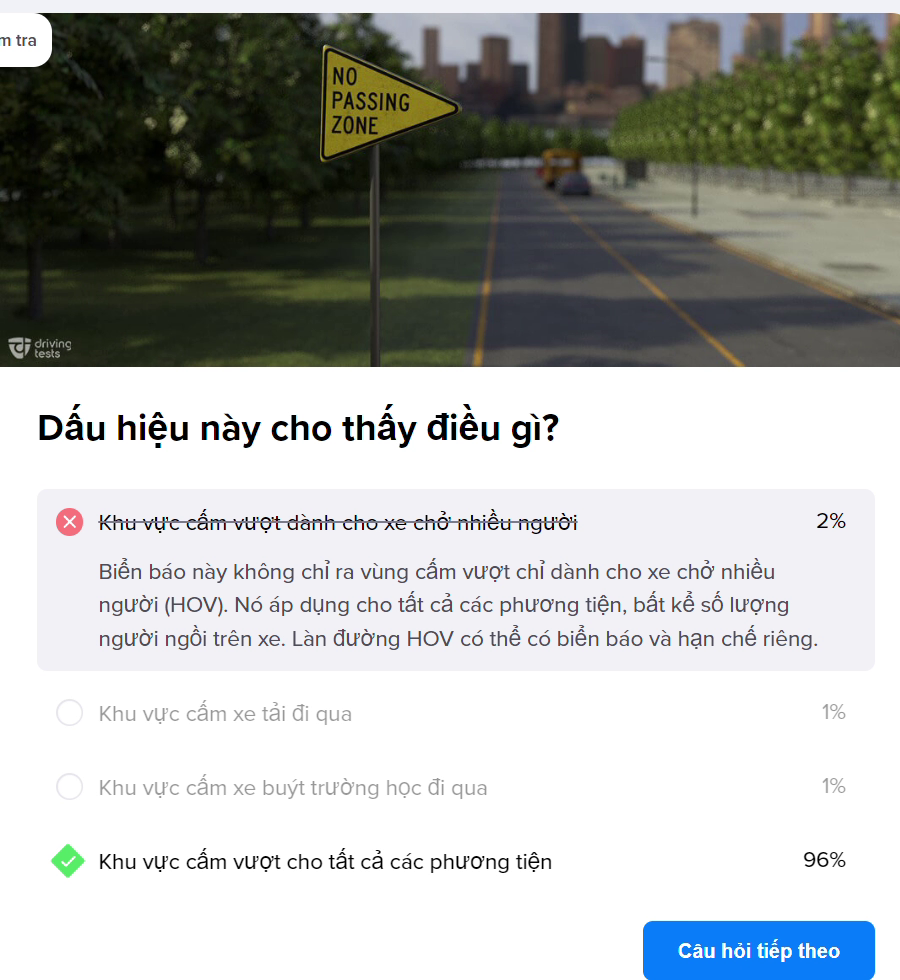 m tra
NO
PASSING
ZONE
driving
tests
Dấu hiệu này cho thấy điều gì?
Khu vực cấm vượt dành cho xe chở nhiều người 2%
Biển báo này không chỉ ra vùng cấm vượt chỉ dành cho xe chở nhiều
người (HOV). Nó áp dụng cho tất cả các phương tiện, bất kể số lượng
người ngồi trên xe. Làn đường HOV có thể có biển báo và hạn chế riêng.
Khu vực cấm xe tải đi qua 1%
Khu vực cấm xe buýt trường học đi qua 1%
Khu vực cấm vượt cho tất cả các phương tiện 96%
Câu hỏi tiếp theo